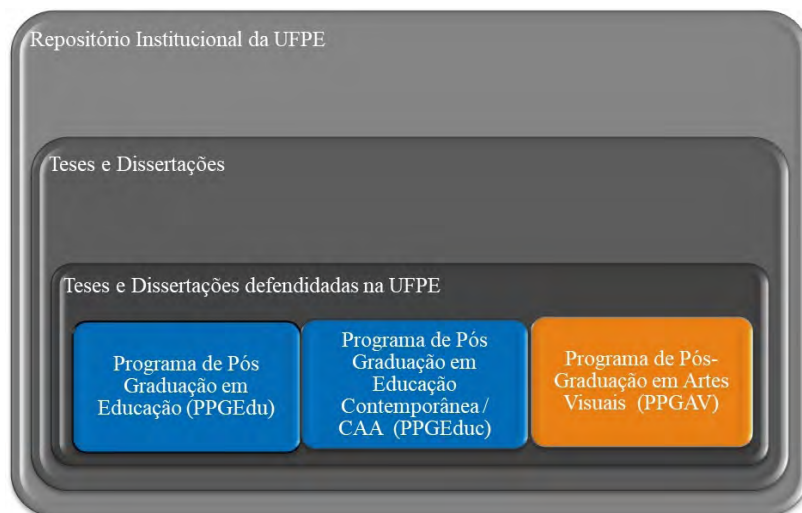 Repositório Institucional da UFPE
Teses e Dissertações
Teses e Dissertações defendidadas na UFPE
Programa de Pós
Graduação em
Educação (PPGEdu)
Programa de Pós
Graduação em
Educação
Contemporânea /
CAA (PPGEduc)
Programa de Pós-
Graduação em Artes
Visuais (PPGAV)